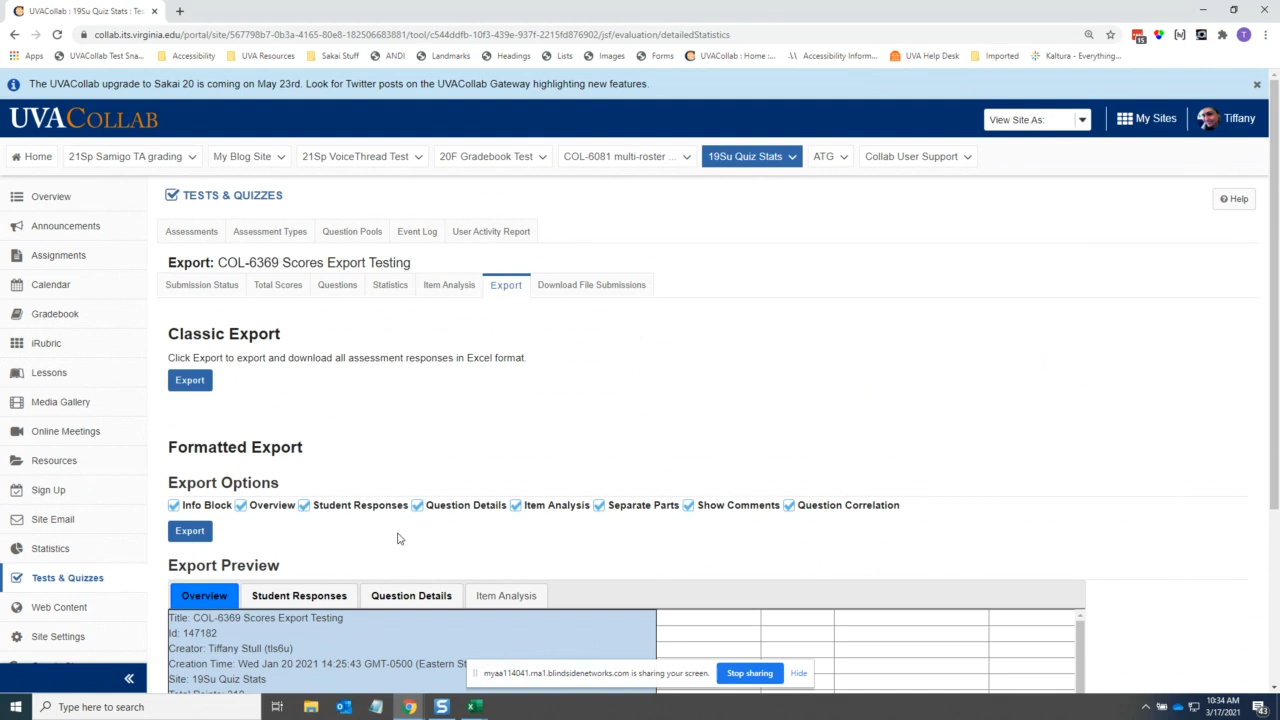 UVACollab : 19Su Quiz Stats : Tes
col​lab.its.virginia.edu/portal/site/567798b7-0b3a-4165-80e8-182506683881/tool/c544ddfb-10f3-439e-937f-2215fd876902/jsf/evaluation/detailedStatistics
15
T
Apps UVACollab Test Sna... Accessibility UVA Resources Sakai Stuff ANDI Landmarks Headings Lists Images Forms UVACollab : Home :... Accessibility Inform... UVA Help Desk Imported Kaltura - Everything...
The UVACollab upgrade to Sakai 20 is coming on May 23rd. Look for Twitter posts on the UVACollab Gateway highlighting new features.
UVACOLLAB View Site As: My Sites Tiffany
Home 21Sp Samigo TA grading My Blog Site 21Sp VoiceThread Test 20F Gradebook Test COL-6081 multi-roster ... 19Su Quiz Stats ATG Collab User Support
Overview
Announcements
Assignments
Calendar
Gradebook
iRubric
Lessons
Media Gallery
Online Meetings
Resources
Sign Up
Site Email
Statistics
Tests & Quizzes
Web Content
Site Settings
TESTS & QUIZZES
Help
Assessments Assessment Types Question Pools Event Log User Activity Report
Export: COL-6369 Scores Export Testing
Submission Status Total Scores Questions Statistics Item Analysis Export Download File Submissions
Classic Export
Click Export to export and download all assessment responses in Excel format.
Export
Formatted Export
Export Options
Info Block Overview Student Responses Question Details Item Analysis Separate Parts Show Comments Question Correlation
Export
Export Preview
Overview Student Responses Question Details Item Analysis
Title: COL-6369 Scores Export Testing
Id: 147182
Creator: Tiffany Stull (tls6u)
Creation Time: Wed Jan 20 2021 14:25:43 GMT-0500 (Eastern St
Site: 19Su Quiz Stats
myaa114041.rna1.blindsidenetworks.com is sharing your screen. Stop sharing Hide
Type here to search
10:34 AM
3/17/2021
43